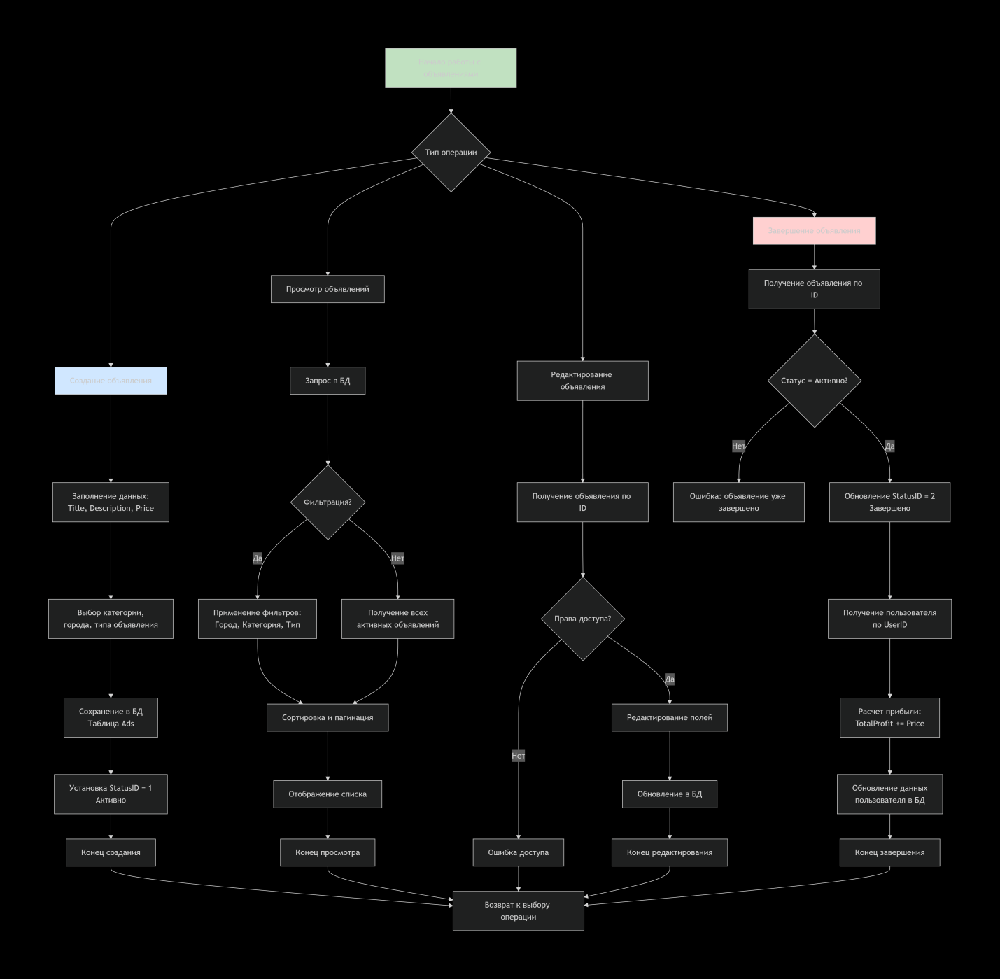 Начало работы с
объявлениями
Тип операции
Завершение объявления
Получение объявления по
ID
Просмотр объявлений
Создание объявления
Запрос в БД
Редактирование
объявления
Статус = Активно?
Нет
Да
Заполнение данных:
Title, Description, Price
Фильтрация?
Получение объявления по
ID
Ошибка: объявление уже
завершено
Обновление StatusID = 2
Завершено
Да
Нет
Выбор категории,
города, типа объявления
Применение фильтров:
Город, Категория, Тип
Получение всех
активных объявлений
Права доступа?
Получение пользователя
по UserID
Да
Сохранение в БД
Таблица Ads
Сортировка и пагинация
Редактирование полей
Расчет прибыли:
TotalProfit += Price
Нет
Установка StatusID = 1
Активно
Отображение списка
Обновление в БД
Обновление данных
пользователя в БД
Конец создания
Конец просмотра
Ошибка доступа
Конец редактирования
Конец завершения
Возврат к выбору
операции